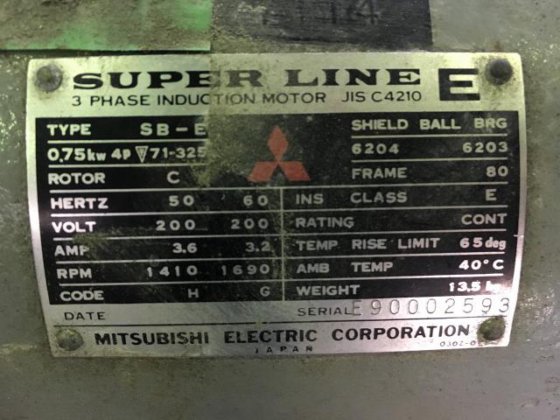 SUPER LINE E
3 PHASE INDUCTION MOTOR JIS C4210
TYPE SB-E SHIELD BALL BRG
0.75kw 4P 71-325 6204 6203
ROTOR C FRAME 80
HERTZ 50 60 INS CLASS E
VOLT 200 200 RATING CONT
AMP 3.6 3.2 TEMP RISE LIMIT 65deg
RPM 1410 1690 AMB TEMP 40°C
CODE H G WEIGHT 13.5 kg
DATE SERIAL E90002593
MITSUBISHI ELECTRIC CORPORATION
JAPAN